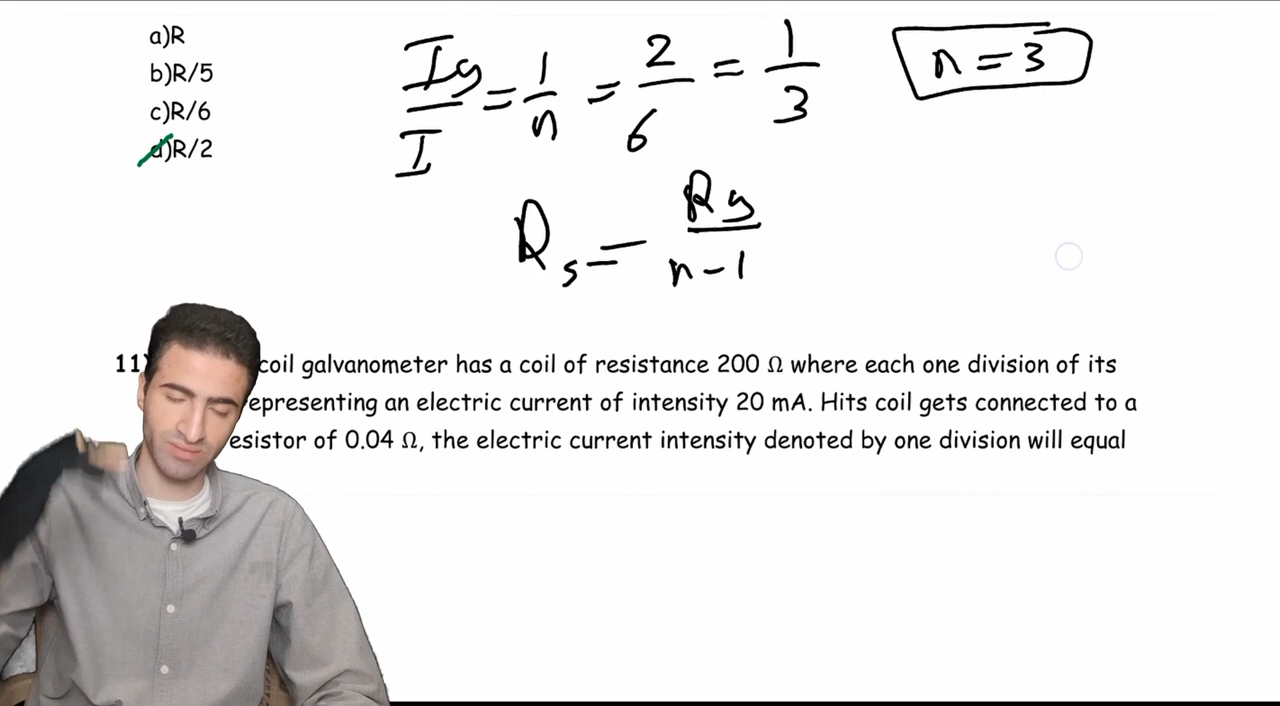 a)R
b)R/5
c)R/6
d)R/2
Ig/I = 1/n = 2/6 = 1/3
n = 3
Rs = Rg/n-1
11) coil galvanometer has a coil of resistance 200 Ω where each one division of its
epresenting an electric current of intensity 20 mA. Hits coil gets connected to a
esistor of 0.04 Ω, the electric current intensity denoted by one division will equal